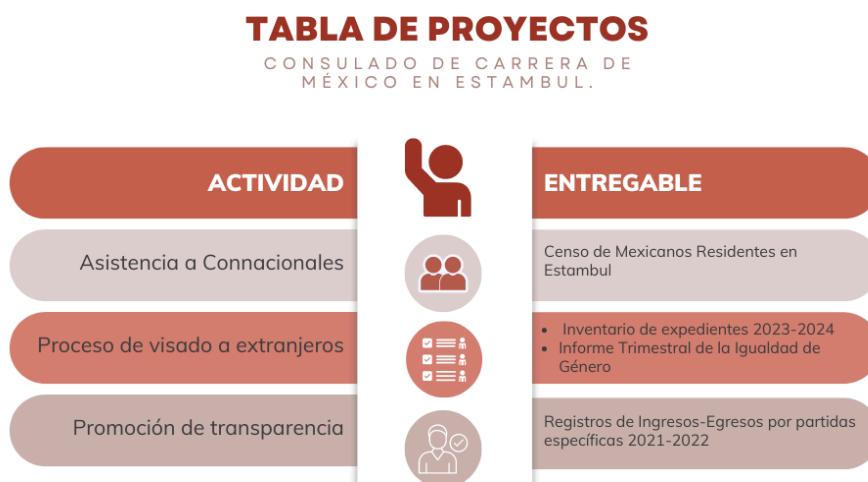 TABLA DE PROYECTOS
CONSULADO DE CARRERA DE
MÉXICO EN ESTAMBUL.
ACTIVIDAD
ENTREGABLE
Asistencia a Connacionales
Censo de Mexicanos Residentes en
Estambul
Proceso de visado a extranjeros
• Inventario de expedientes 2023-2024
• Informe Trimestral de la Igualdad de
Género
Promoción de transparencia
Registros de Ingresos-Egresos por partidas
específicas 2021-2022